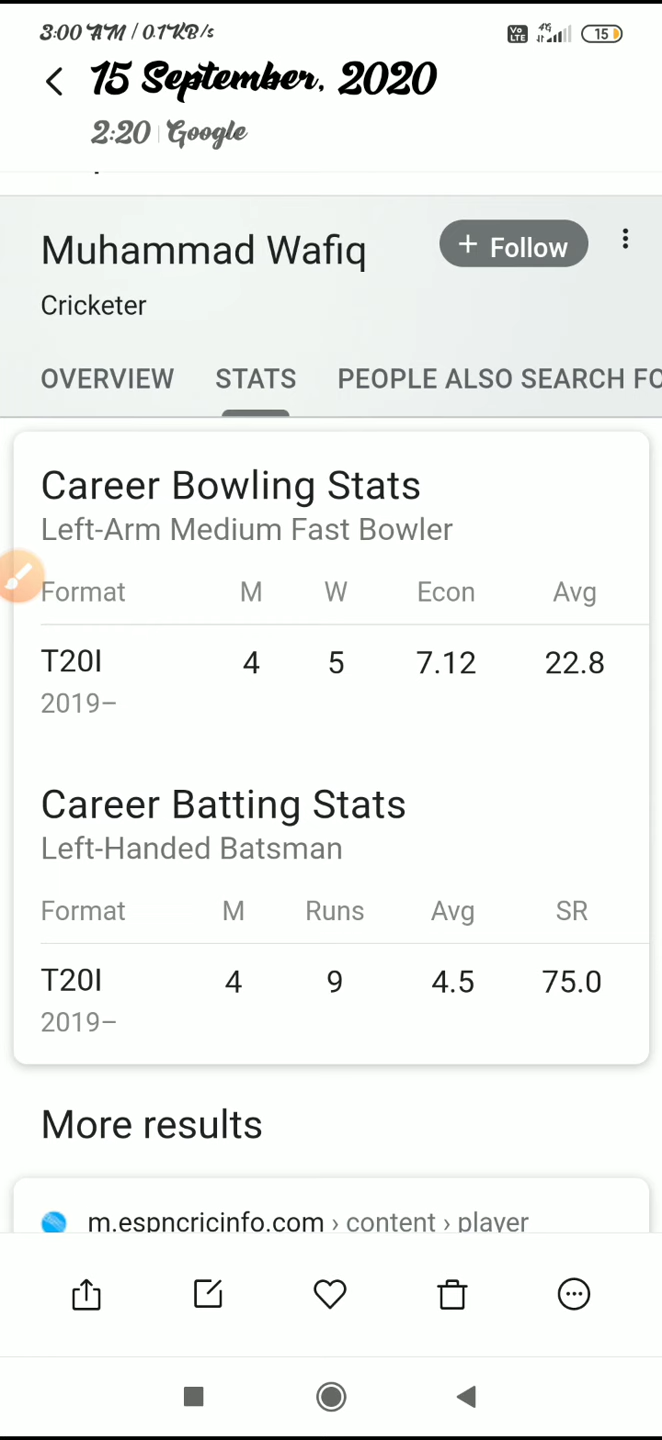 3:00 AM / 0.1KB/s
Vo LTE 4G 15
15 September, 2020
2:20 | Google
Muhammad Wafiq
+ Follow
Cricketer
OVERVIEW STATS PEOPLE ALSO SEARCH FO
Career Bowling Stats
Left-Arm Medium Fast Bowler
Format M W Econ Avg
T20I 4 5 7.12 22.8
2019–
Career Batting Stats
Left-Handed Batsman
Format M Runs Avg SR
T20I 4 9 4.5 75.0
2019–
More results
m.espncricinfo.com › content › player